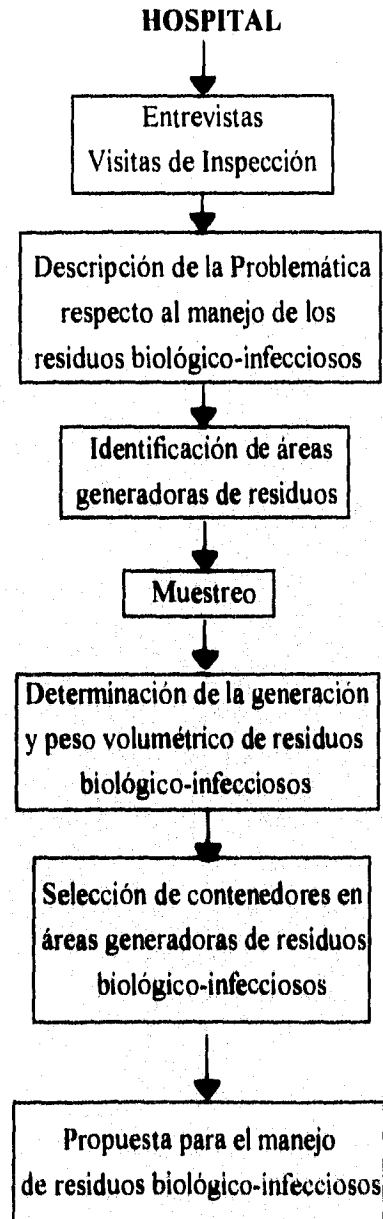 HOSPITAL
Entrevistas
Visitas de Inspección
Descripción de la Problemática
respecto al manejo de los
residuos biológico-infecciosos
Identificación de áreas
generadoras de residuos
Muestreo
Determinación de la generación
y peso volumétrico de residuos
biológico-infecciosos
Selección de contenedores en
áreas generadoras de residuos
biológico-infecciosos
Propuesta para el manejo
de residuos biológico-infecciosos